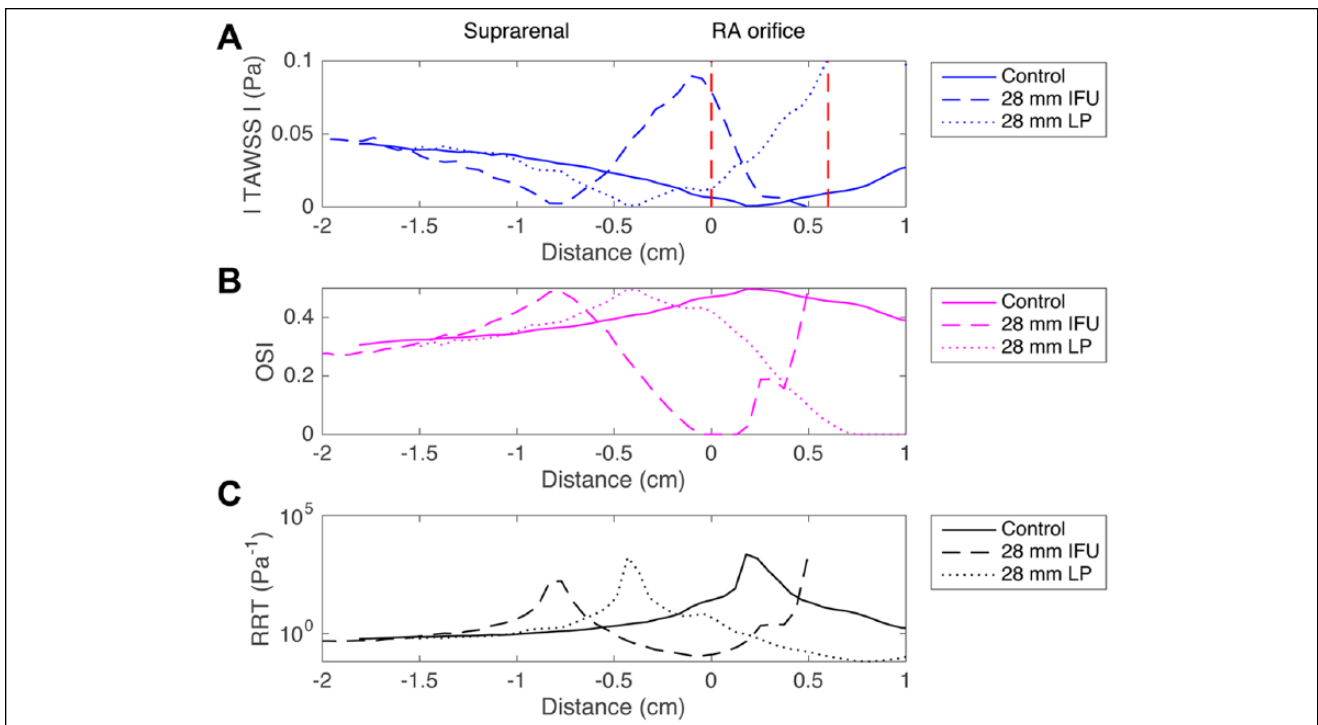 A
Suprarenal RA orifice
0.1
0.05
0
| TAWSS | (Pa)
-2 -1.5 -1 -0.5 0 0.5 1
Distance (cm)
Control
28 mm IFU
28 mm LP
B
0.4
0.2
0
OSI
-2 -1.5 -1 -0.5 0 0.5 1
Distance (cm)
Control
28 mm IFU
28 mm LP
C
10⁵
10⁰
RRT (Pa⁻¹)
-2 -1.5 -1 -0.5 0 0.5 1
Distance (cm)
Control
28 mm IFU
28 mm LP